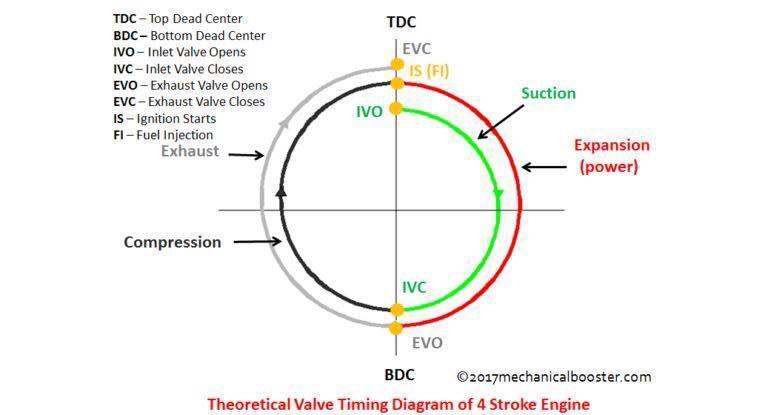 TDC – Top Dead Center
BDC – Bottom Dead Center
IVO – Inlet Valve Opens
IVC – Inlet Valve Closes
EVO – Exhaust Valve Opens
EVC – Exhaust Valve Closes
IS – Ignition Starts
FI – Fuel Injection
TDC
EVC
IS (FI)
IVO
Suction
Expansion
(power)
Exhaust
Compression
IVC
EVO
BDC
©2017mechanicalbooster.com
Theoretical Valve Timing Diagram of 4 Stroke Engine